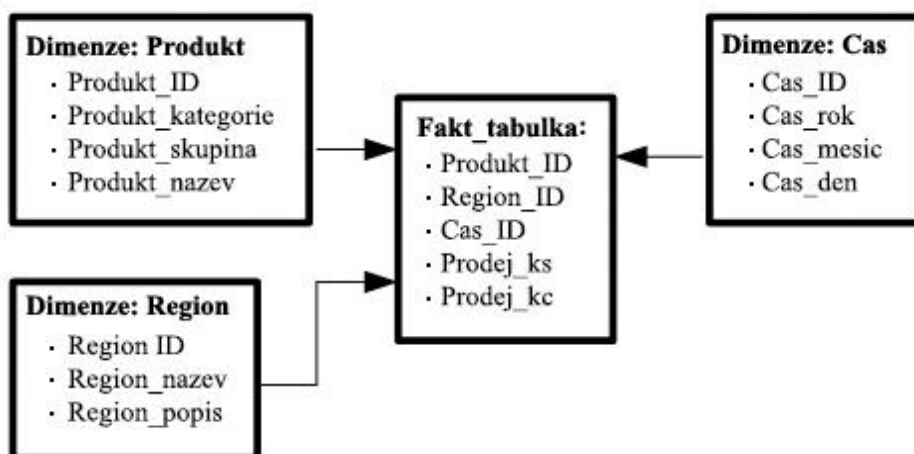 Dimenze: Produkt
· Produkt_ID
· Produkt_kategorie
· Produkt_skupina
· Produkt_nazev
Dimenze: Region
· Region ID
· Region_nazev
· Region_popis
Fakt_tabulka:
· Produkt_ID
· Region_ID
· Cas_ID
· Prodej_ks
· Prodej_kc
Dimenze: Cas
· Cas_ID
· Cas_rok
· Cas_mesic
· Cas_den